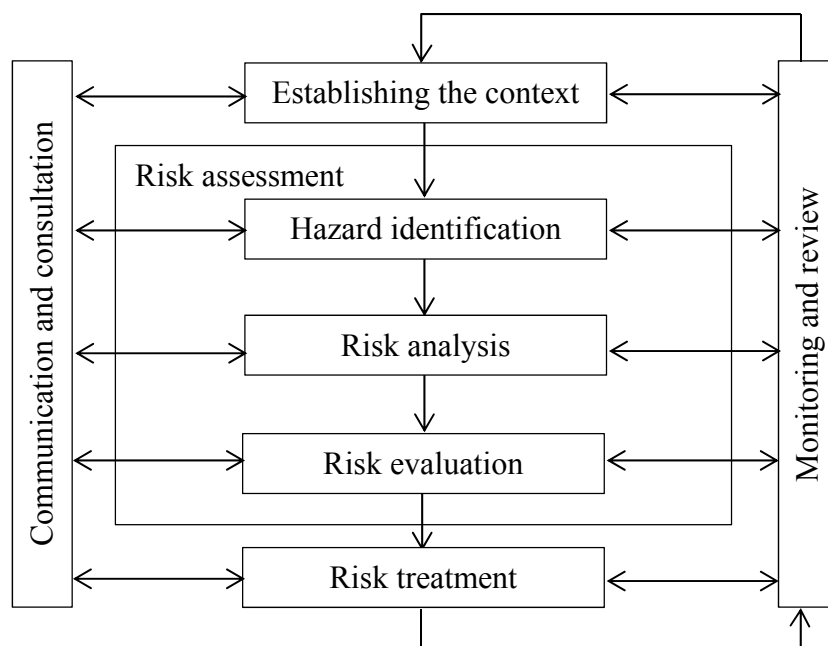 Establishing the context
Risk assessment
Hazard identification
Risk analysis
Risk evaluation
Risk treatment
Communication and consultation
Monitoring and review